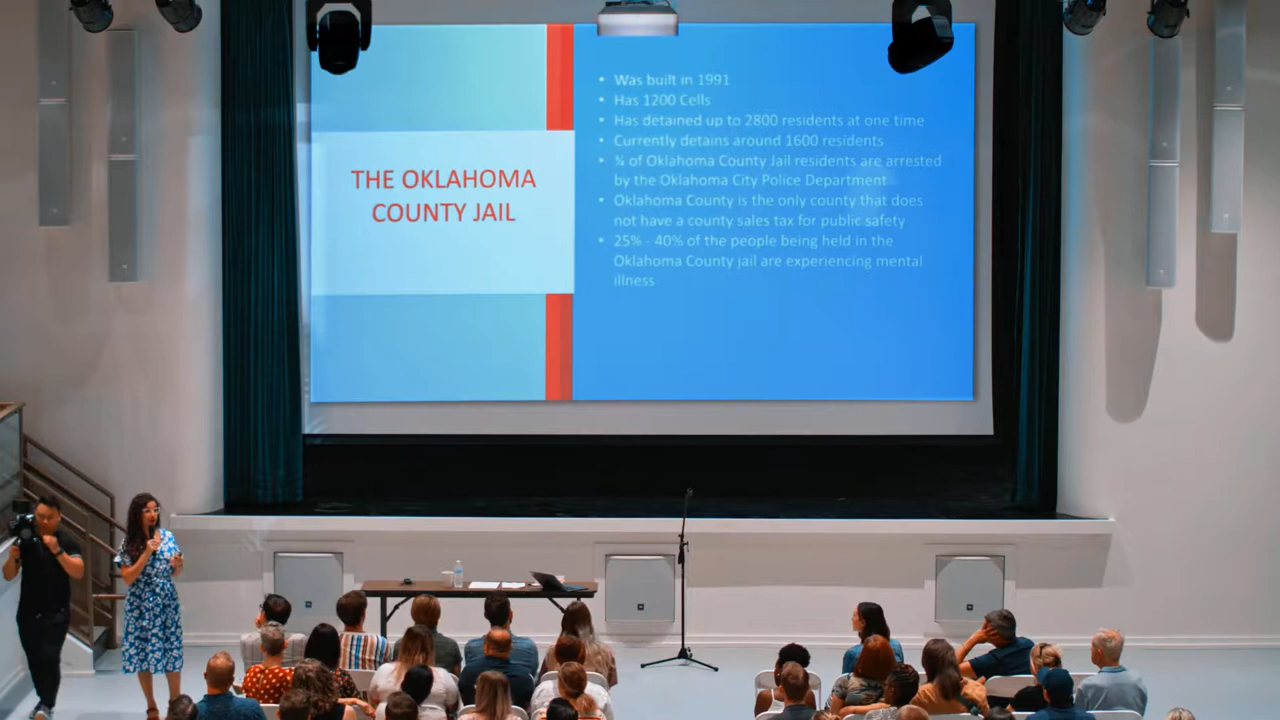 THE OKLAHOMA
COUNTY JAIL
• Was built in 1991
• Has 1200 Cells
• Has detained up to 2800 residents at one time
• Currently detains around 1600 residents
• ¾ of Oklahoma County Jail residents are arrested
by the Oklahoma City Police Department
• Oklahoma County is the only county that does
not have a county sales tax for public safety
• 25% - 40% of the people being held in the
Oklahoma County jail are experiencing mental
illness